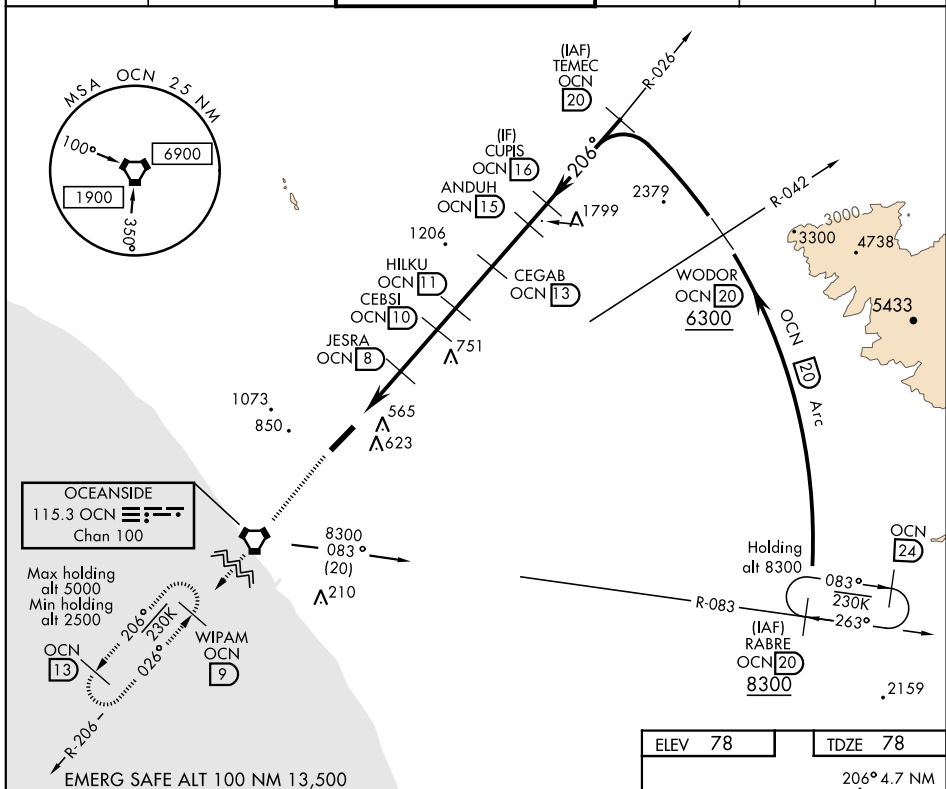 MSA OCN 25 NM
100°
6900
1900
350°
(IAF)
TEMEC
OCN
20
R-026
206°
(IF)
CUPIS
OCN 16
ANDUH
OCN 15
1799
2379
R-042
1206
HILKU
OCN 11
CEGAB
OCN 13
CEBSI
OCN 10
751
JESRA
OCN 8
WODOR
OCN 20
6300
3000
3300
4738
5433
OCN 20 Arc
1073
850
565
623
OCEANSIDE
115.3 OCN
Chan 100
8300
083°
(20)
210
Max holding
alt 5000
Min holding
alt 2500
206°
230K
026°
OCN
13
WIPAM
OCN
9
R-206
Holding
alt 8300
OCN
24
083°
230K
263°
R-083
(IAF)
RABRE
OCN 20
8300
2159
EMERG SAFE ALT 100 NM 13,500
ELEV 78
TDZE 78
206° 4.7 NM